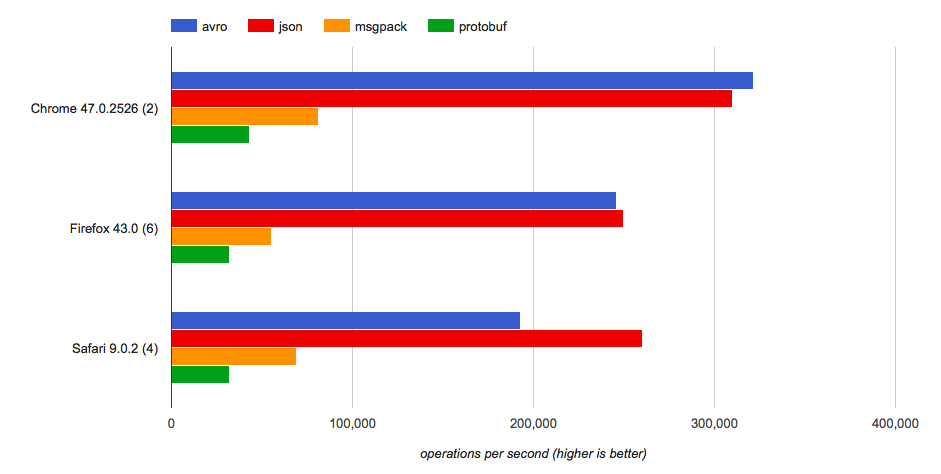 avro json msgpack protobuf
Chrome 47.0.2526 (2)
Firefox 43.0 (6)
Safari 9.0.2 (4)
0 100,000 200,000 300,000 400,000
operations per second (higher is better)